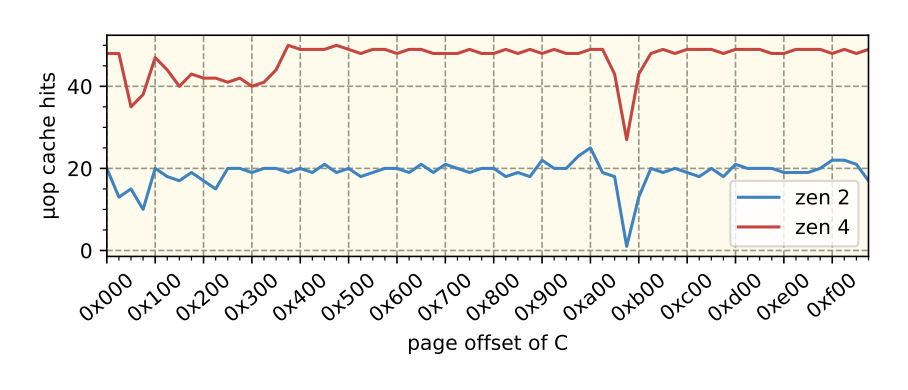 μop cache hits
40
20
0
0x000
0x100
0x200
0x300
0x400
0x500
0x600
0x700
0x800
0x900
0xa00
0xb00
0xc00
0xd00
0xe00
0xf00
page offset of C
zen 2
zen 4